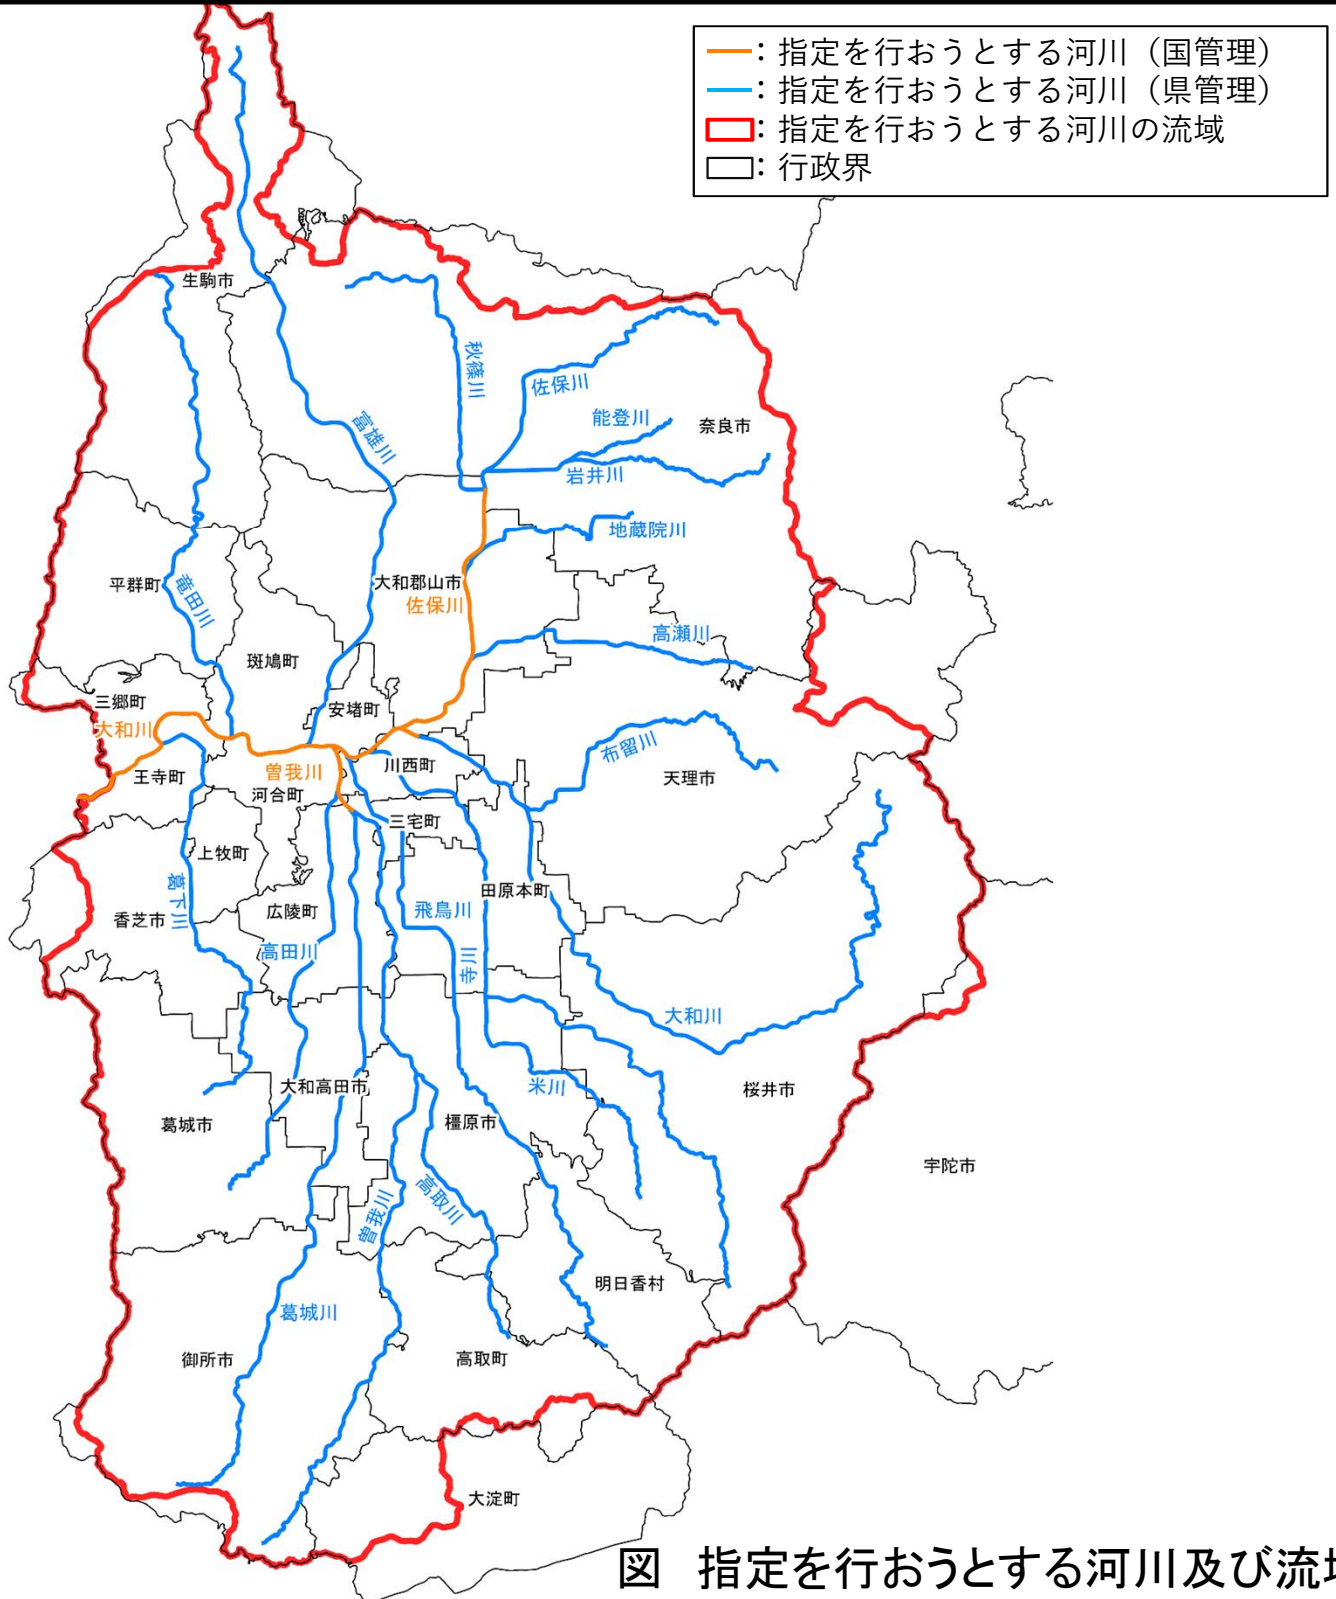 ：指定を行おうとする河川（国管理）
：指定を行おうとする河川（県管理）
：指定を行おうとする河川の流域
：行政界
生駒市
秋篠川
佐保川
能登川
奈良市
富雄川
岩井川
地蔵院川
平群町
竜田川
大和郡山市
佐保川
高瀬川
斑鳩町
三郷町
安堵町
大和川
布留川
川西町
曽我川
王寺町
天理市
河合町
三宅町
上牧町
葛下川
田原本町
香芝市
広陵町
飛鳥川
高田川
寺川
大和川
大和高田市
米川
桜井市
葛城市
橿原市
宇陀市
高取川
曽我川
明日香村
葛城川
御所市
高取町
大淀町
図　指定を行おうとする河川及び流域